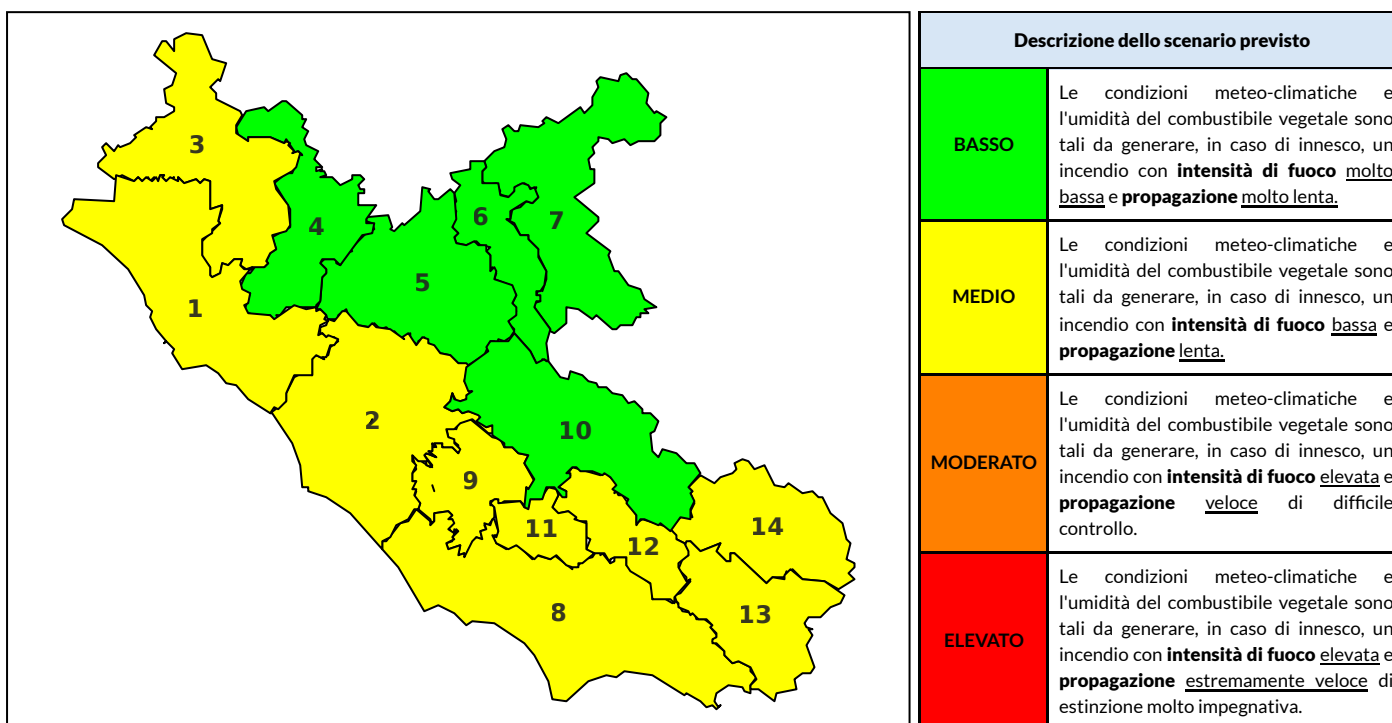 3
4
6
7
5
1
2
10
9
11
12
14
8
13
Descrizione dello scenario previsto
BASSO
Le condizioni meteo-climatiche e
l'umidità del combustibile vegetale sono
tali da generare, in caso di innesco, un
incendio con intensità di fuoco molto
bassa e propagazione molto lenta.
MEDIO
Le condizioni meteo-climatiche e
l'umidità del combustibile vegetale sono
tali da generare, in caso di innesco, un
incendio con intensità di fuoco bassa e
propagazione lenta.
MODERATO
Le condizioni meteo-climatiche e
l'umidità del combustibile vegetale sono
tali da generare, in caso di innesco, un
incendio con intensità di fuoco elevata e
propagazione veloce di difficile
controllo.
ELEVATO
Le condizioni meteo-climatiche e
l'umidità del combustibile vegetale sono
tali da generare, in caso di innesco, un
incendio con intensità di fuoco elevata e
propagazione estremamente veloce di
estinzione molto impegnativa.